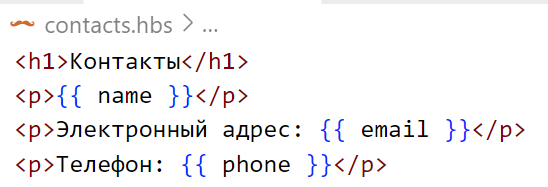 contacts.hbs > ...
<h1>Контакты</h1>
<p>{{ name }}</p>
<p>Электронный адрес: {{ email }}</p>
<p>Телефон: {{ phone }}</p>